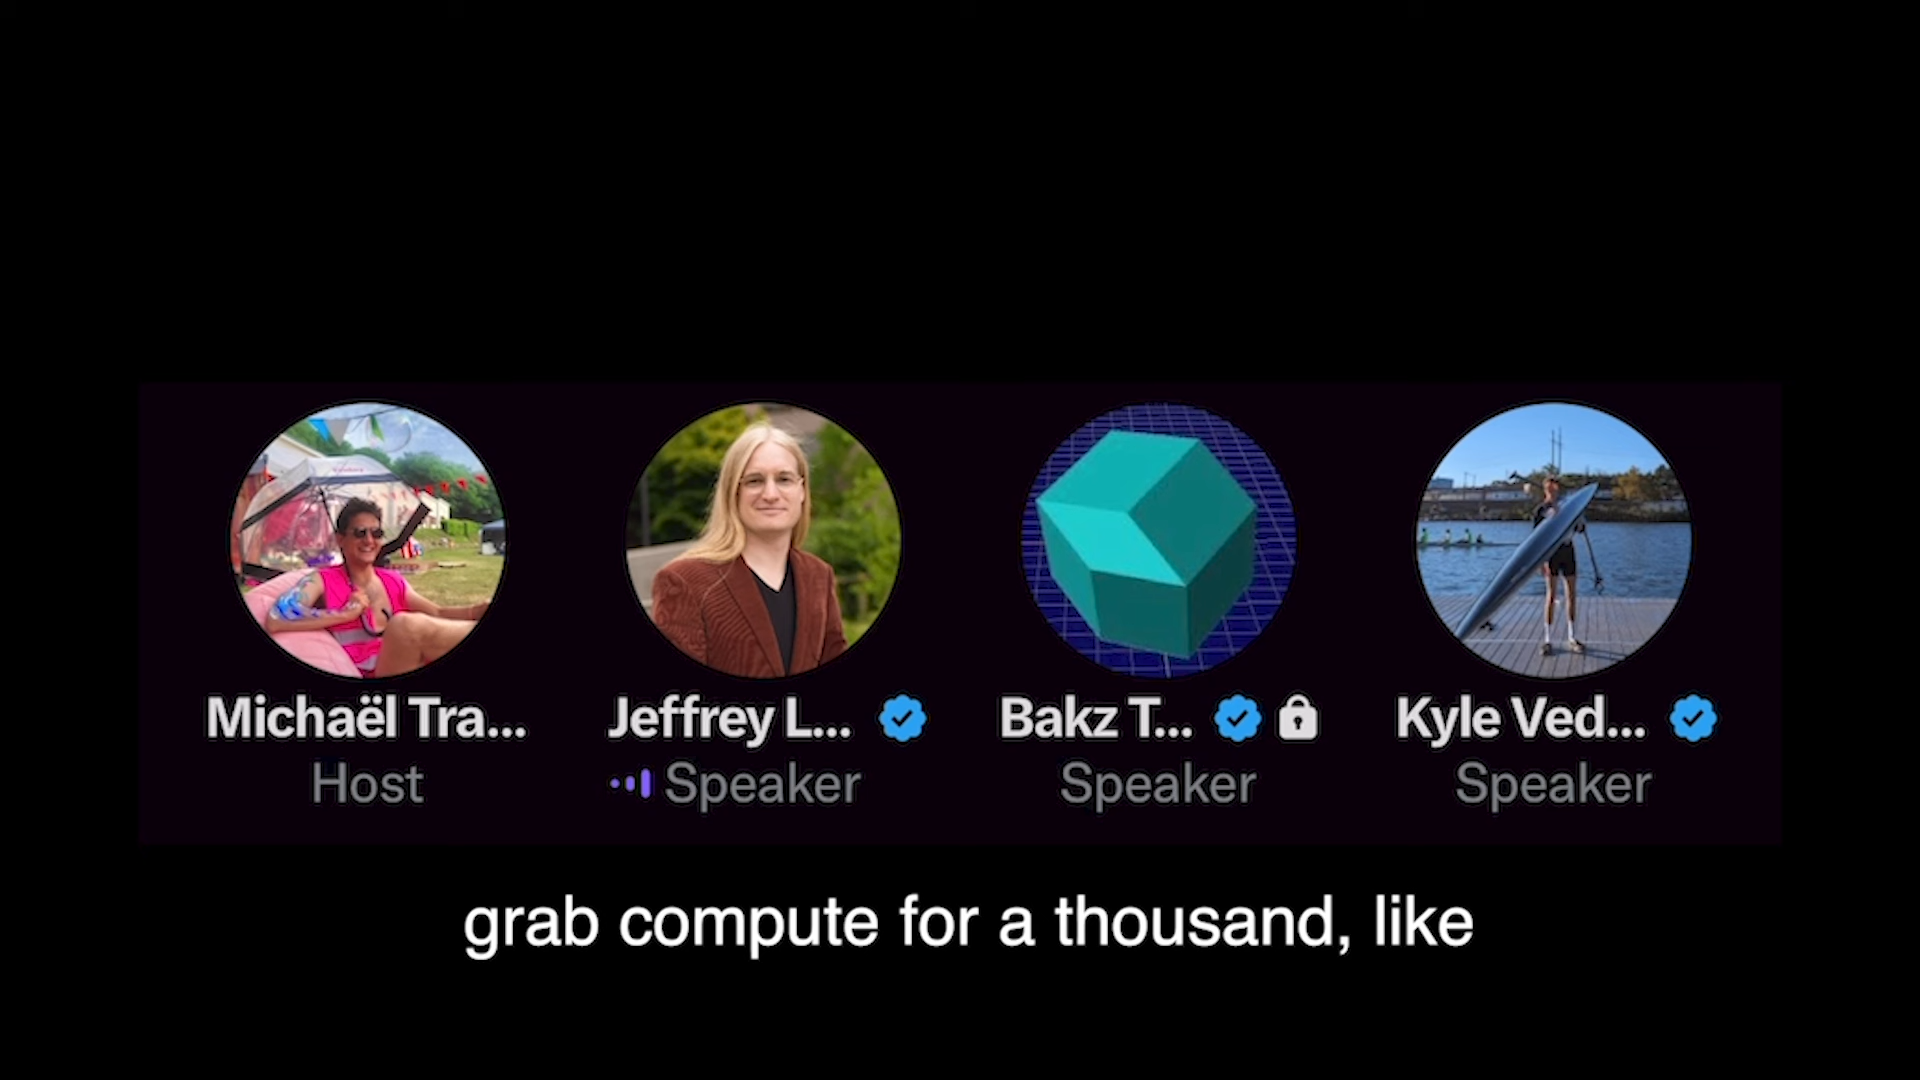 Michaël Tra... Jeffrey L... Bakz T... Kyle Ved...
Host Speaker Speaker Speaker
grab compute for a thousand, like